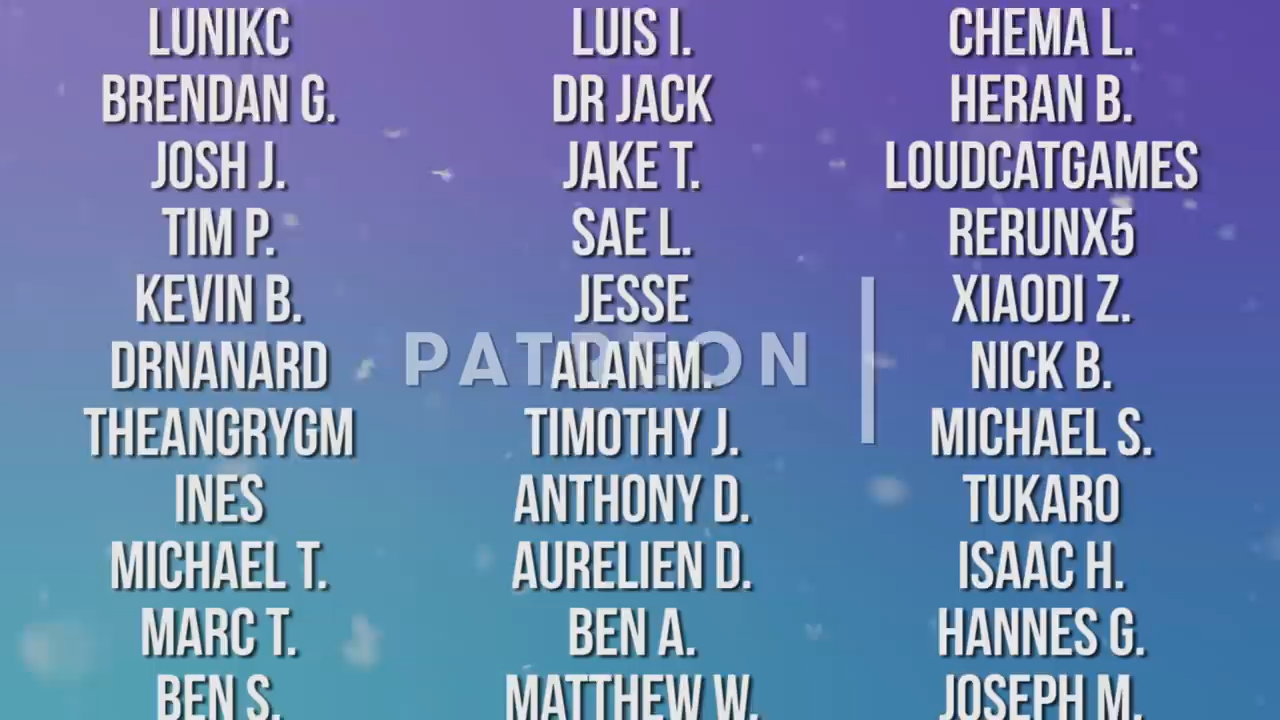 LUNIKC LUIS I. CHEMA L.
BRENDAN G. DR JACK HERAN B.
JOSH J. JAKE T. LOUDCATGAMES
TIM P. SAE L. RERUNX5
KEVIN B. JESSE XIAODI Z.
DRNANARD ALAN M. NICK B.
PATREON
THEANGRYGM TIMOTHY J. MICHAEL S.
INES ANTHONY D. TUKARO
MICHAEL T. AURELIEN D. ISAAC H.
MARC T. BEN A. HANNES G.
BEN S. MATTHEW W. JOSEPH M.